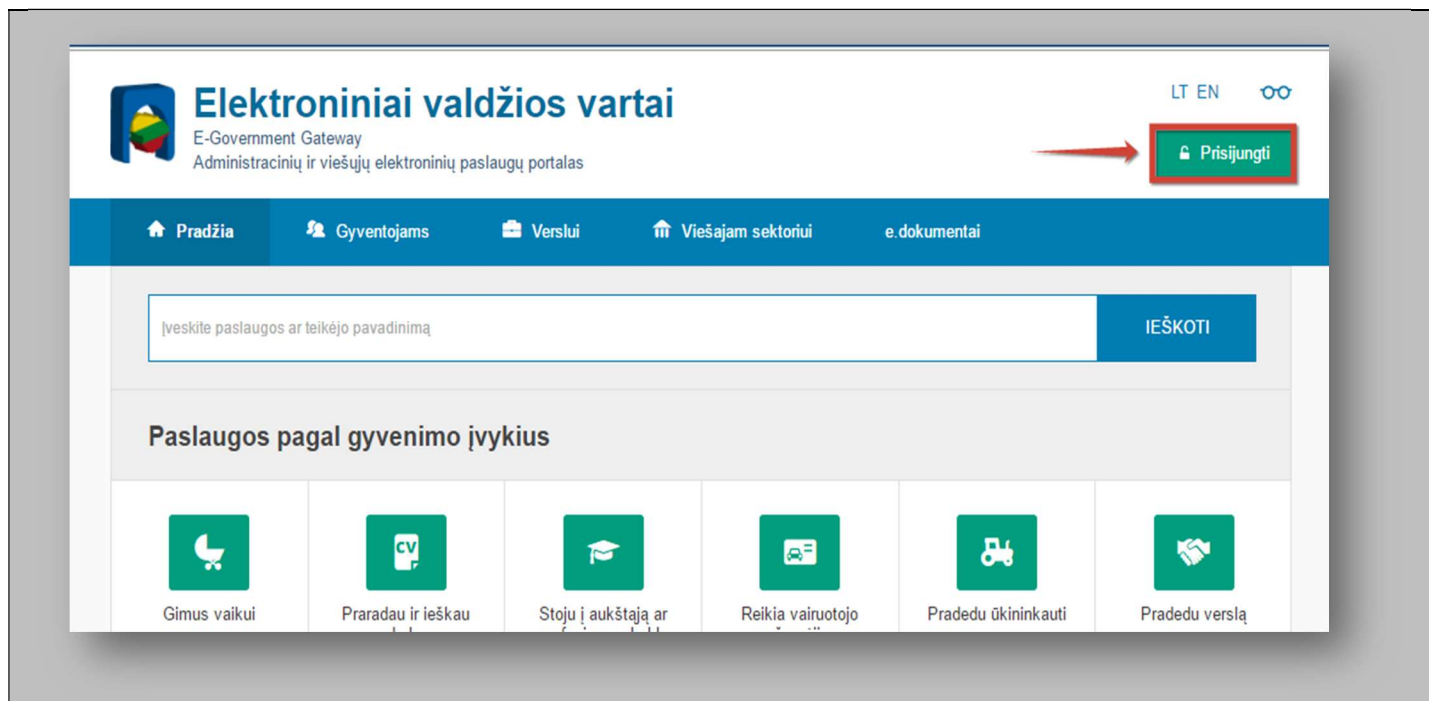 Elektroniniai valdžios vartai
E-Government Gateway
Administracinių ir viešųjų elektroninių paslaugų portalas
LT EN
Prisijungti
Pradžia
Gyventojams
Verslui
Viešajam sektoriui
e.dokumentai
Įveskite paslaugos ar teikėjo pavadinimą
IEŠKOTI
Paslaugos pagal gyvenimo įvykius
CV
Gimus vaikui
Praradau ir ieškau
Stoju į aukštąją ar
Reikia vairuotojo
Pradedu ūkininkauti
Pradedu verslą